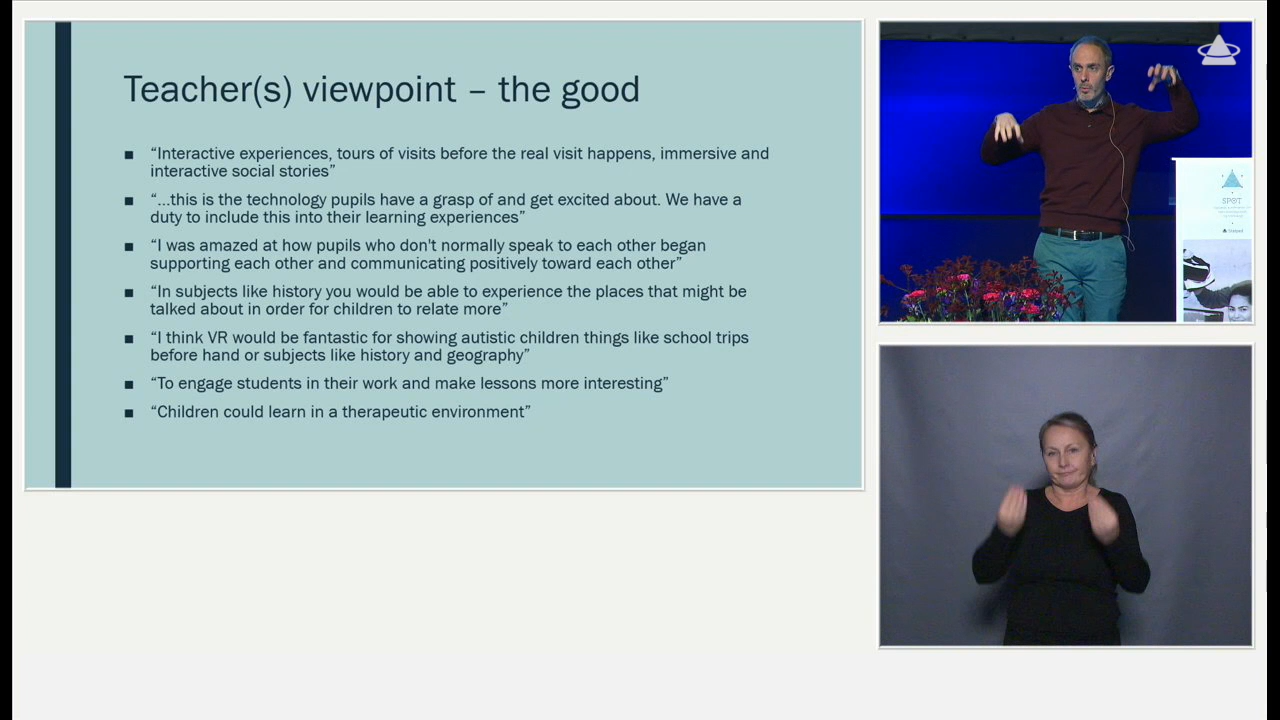 Teacher(s) viewpoint – the good
■ “Interactive experiences, tours of visits before the real visit happens, immersive and
interactive social stories”
■ “…this is the technology pupils have a grasp of and get excited about. We have a
duty to include this into their learning experiences”
■ “I was amazed at how pupils who don't normally speak to each other began
supporting each other and communicating positively toward each other”
■ “In subjects like history you would be able to experience the places that might be
talked about in order for children to relate more”
■ “I think VR would be fantastic for showing autistic children things like school trips
before hand or subjects like history and geography”
■ “To engage students in their work and make lessons more interesting”
■ “Children could learn in a therapeutic environment”
SPOT